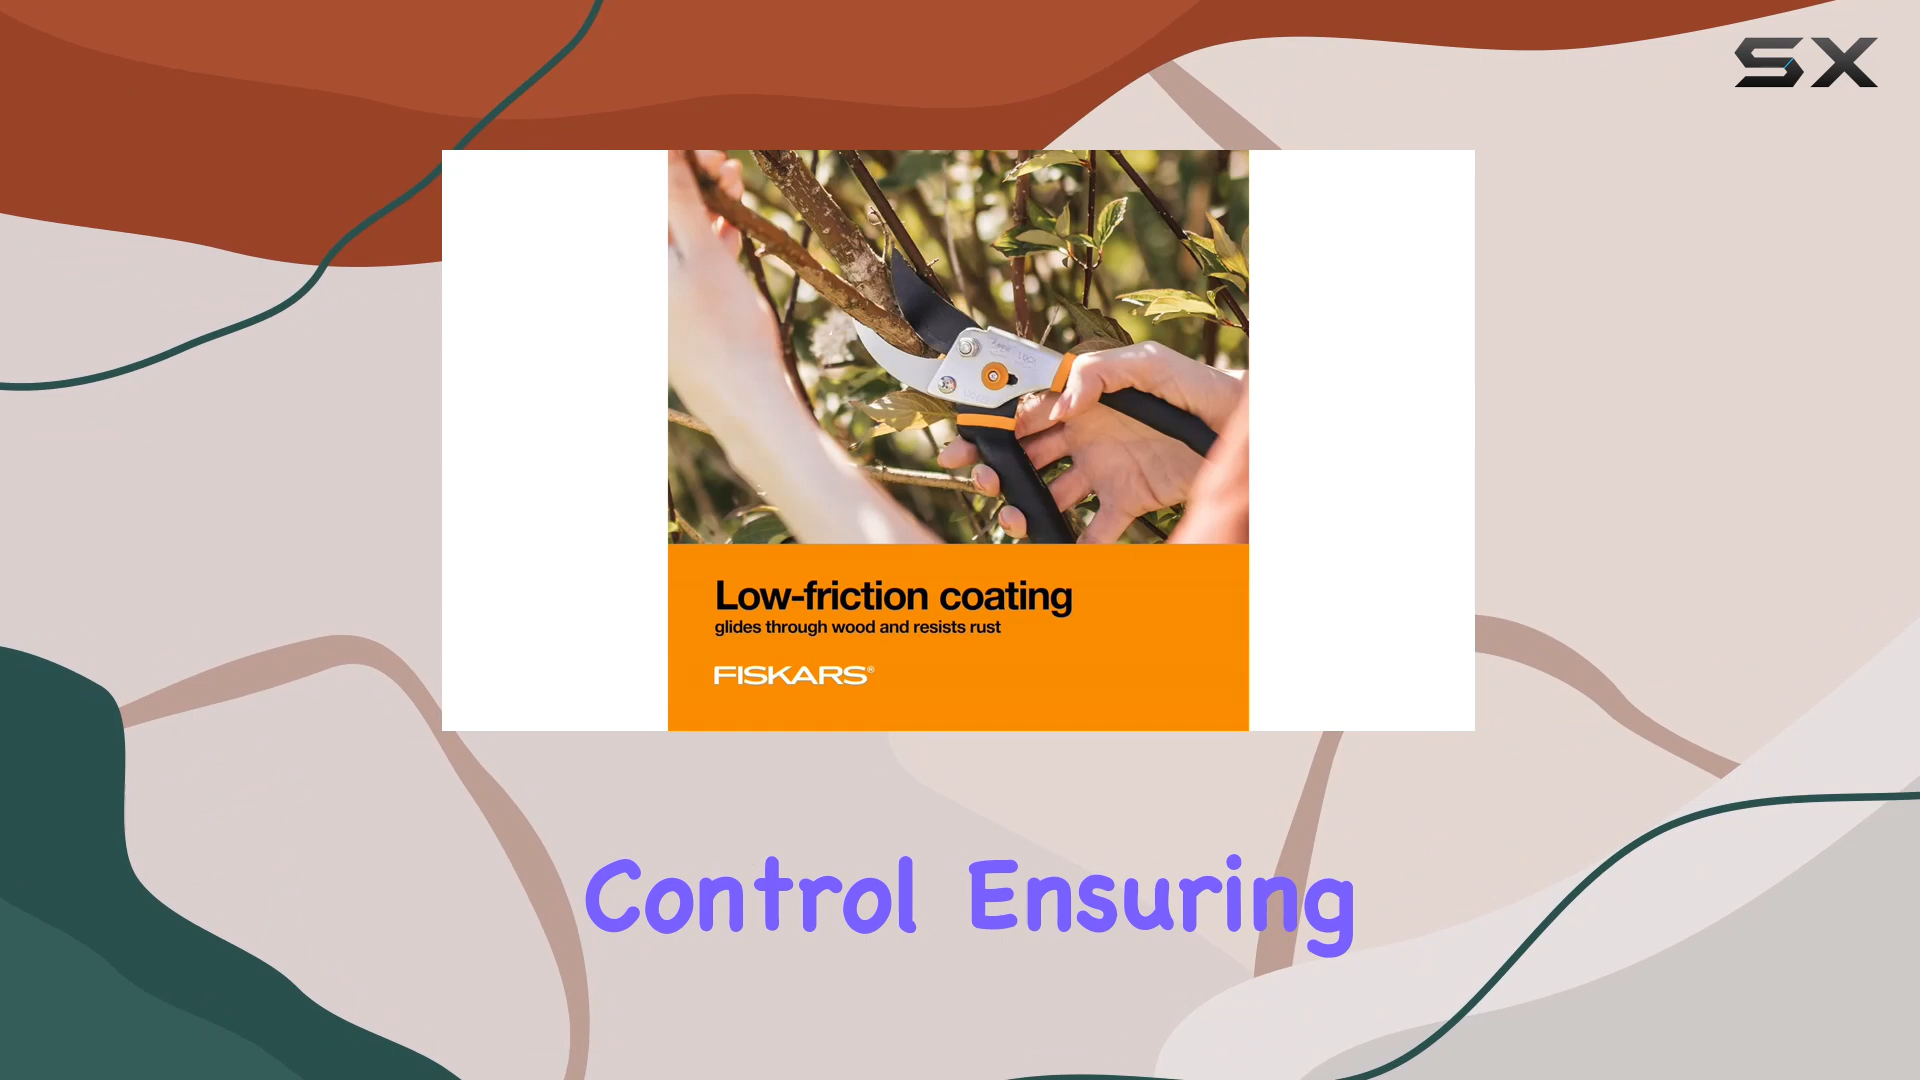 SX
Low-friction coating
glides through wood and resists rust
FISKARS®
Control Ensuring